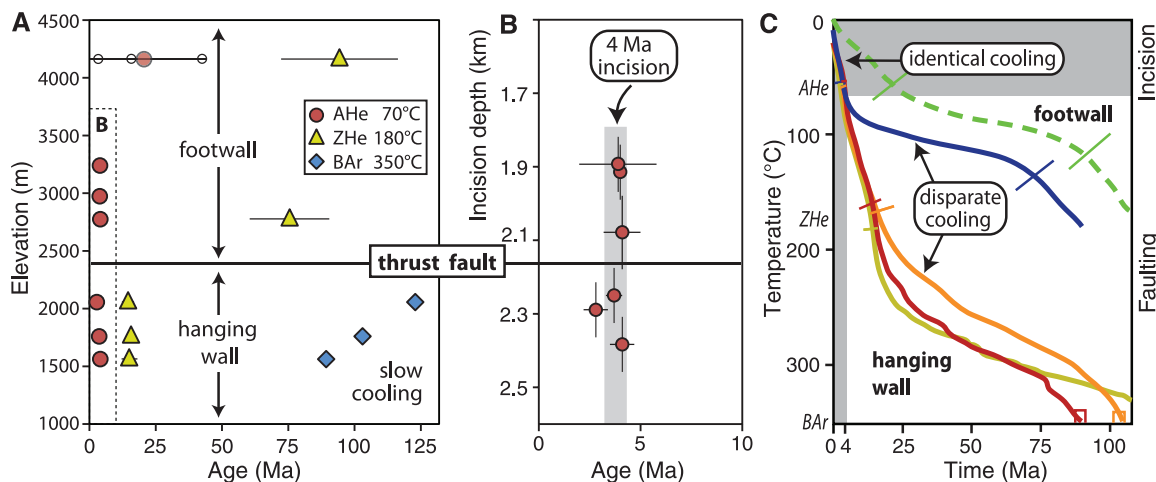 A
Elevation (m)
4500
4000
3500
3000
2500
2000
1500
1000
B
footwall
AHe 70°C
ZHe 180°C
BAr 350°C
thrust fault
hanging
wall
slow
cooling
0
25
50
75
100
125
Age (Ma)
B
Incision depth (km)
4 Ma
incision
1.7
1.9
2.1
2.3
2.5
0
5
10
Age (Ma)
C
Temperature (°C)
0
AHe
100
ZHe
200
300
BAr
identical cooling
footwall
disparate
cooling
hanging
wall
Incision
Faulting
0 4
25
50
75
100
Time (Ma)